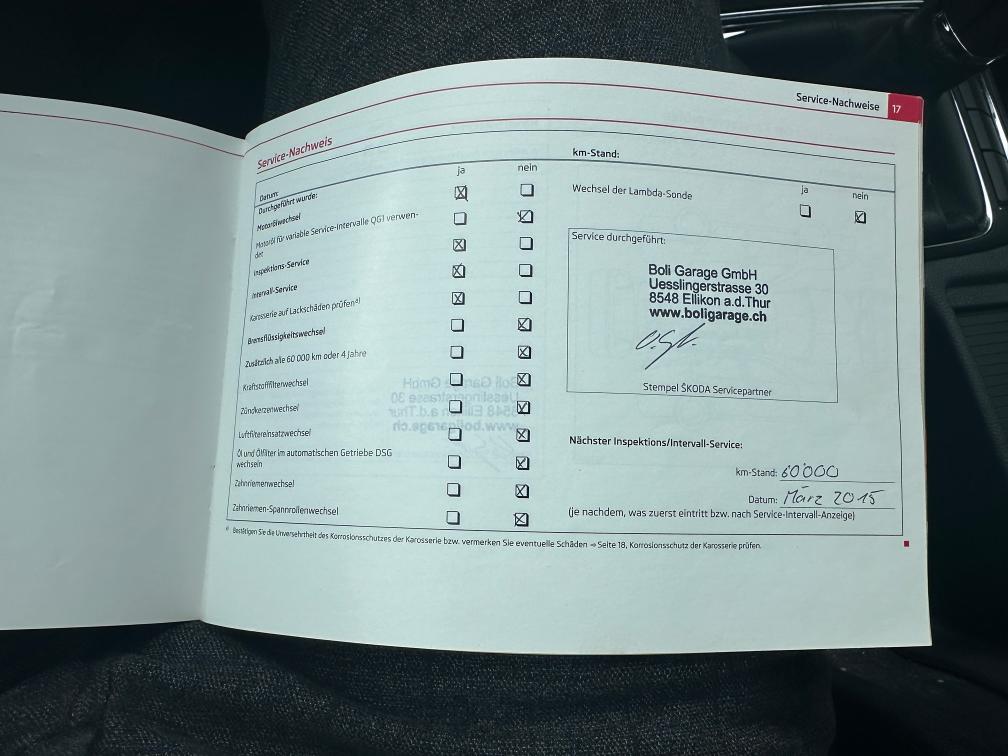 Service-Nachweise 17
Service-Nachweis
Datum:
km-Stand:
Durchgeführt wurde:
ja nein
Motorölwechsel
Motoröl für variable Service-Intervalle QG1 verwen-
det
Inspektions-Service
Intervall-Service
Karosserie auf Lackschäden prüfen a)
Bremsflüssigkeitswechsel
Zusätzlich alle 60 000 km oder 4 Jahre
Kraftstofffilterwechsel
Zündkerzenwechsel
Luftfiltereinsatzwechsel
Öl und Ölfilter im automatischen Getriebe DSG
wechseln
Zahnriemenwechsel
Zahnriemen-Spannrollenwechsel
ja nein
Wechsel der Lambda-Sonde
Service durchgeführt:
Boli Garage GmbH
Uesslingerstrasse 30
8548 Ellikon a.d.Thur
www.boligarage.ch
Stempel ŠKODA Servicepartner
Nächster Inspektions/Intervall-Service:
km-Stand: 60'000
Datum: März 2015
(je nachdem, was zuerst eintritt bzw. nach Service-Intervall-Anzeige)
a) Bestätigen Sie die Unversehrtheit des Korrosionsschutzes der Karosserie bzw. vermerken Sie eventuelle Schäden ⇒ Seite 18, Korrosionsschutz der Karosserie prüfen.